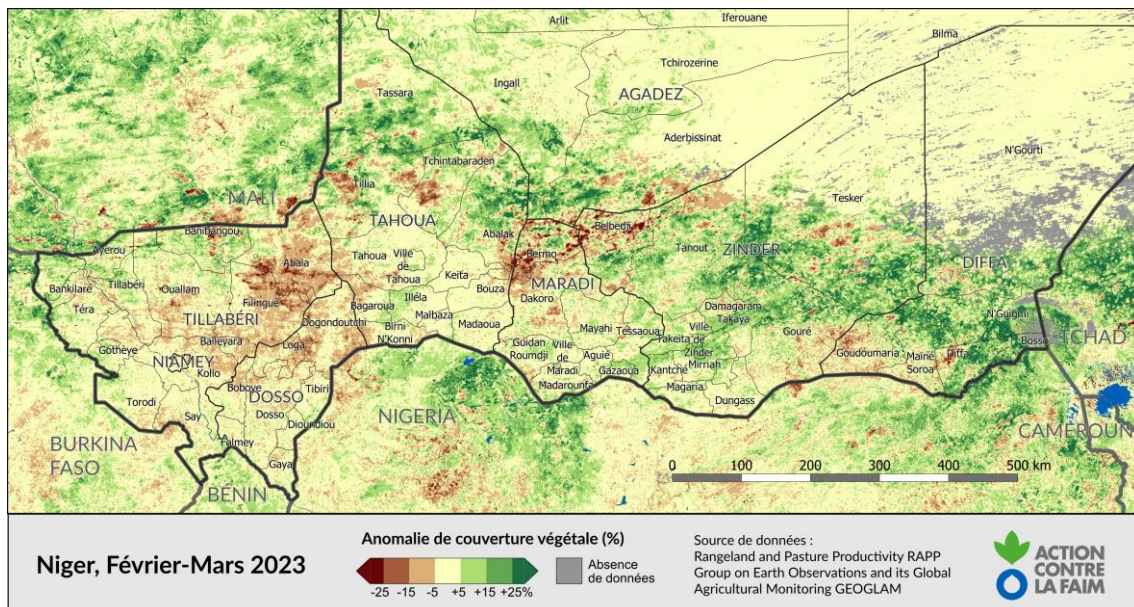 Iferouane
Arlit
Bilma
Tchirozerine
Ingall
Tassara
AGADEZ
Aderbissinat
N'Gourti
Tchintabaraden
Tillia
MALI
Tesker
TAHOUA
Belbedji
Banibangou
Abalak
Tanout
ZINDER
Ayerou
Bermo
DIFFA
Abala
Tahoua
Ville
de
Tahoua
Keita
MARADI
Bankilaré
Tillabéri
Ouallam
Bouza
Dakoro
Filingué
Bagaroua
Illéla
Damagaram
Takaya
N'Guigmi
Téra
TILLABÉRI
Dogondoutchi
Birni
N'Konni
Malbaza
Madaoua
Mayahi
Tessaoua
Ville
de
Zinder
Takeita
Gouré
Bosso
TCHAD
Balleyara
Loga
Gothèye
NIAMEY
Kollo
Guidan
Roumdji
Ville
de
Maradi
Aguié
Gazaoua
Kantché
Mirriah
Goudoumaria
Maïné
Soroa
Diffa
Boboye
Tibiri
Madarounfa
Magaria
Dungass
Torodi
DOSSO
Say
Dosso
Dioundiou
NIGERIA
CAMEROUN
BURKINA
FASO
Falmey
Gaya
BÉNIN
0 100 200 300 400 500 km
Niger, Février-Mars 2023
Anomalie de couverture végétale (%)
-25 -15 -5 +5 +15 +25%
Absence
de données
Source de données :
Rangeland and Pasture Productivity RAPP
Group on Earth Observations and its Global
Agricultural Monitoring GEOGLAM
ACTION
CONTRE
LA FAIM